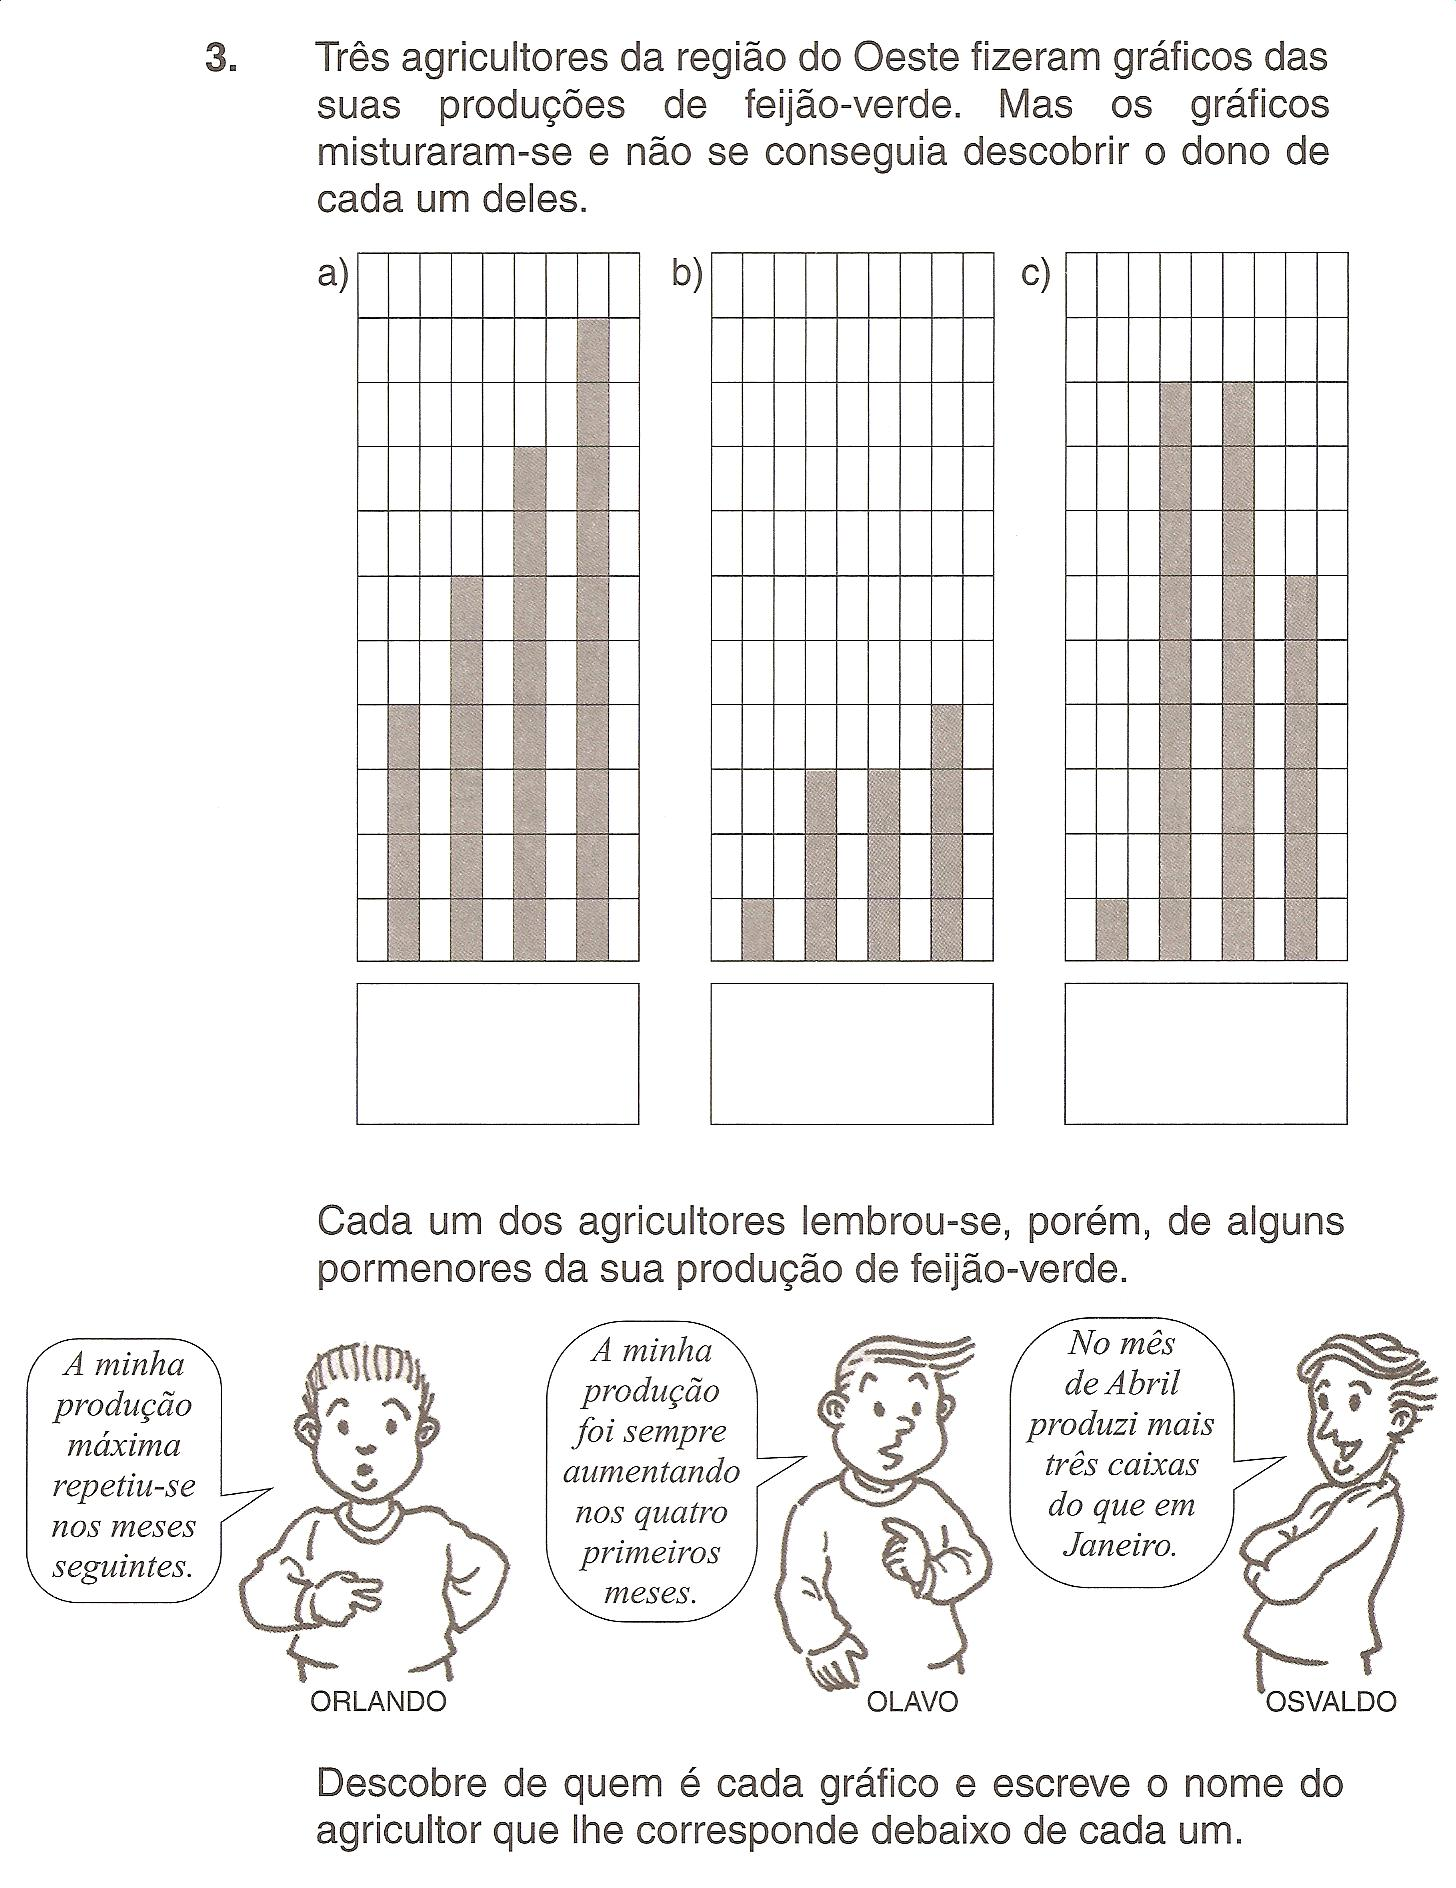 3. Três agricultores da região do Oeste fizeram gráficos das
suas produções de feijão-verde. Mas os gráficos
misturaram-se e não se conseguia descobrir o dono de
cada um deles.
a) b) c)
Cada um dos agricultores lembrou-se, porém, de alguns
pormenores da sua produção de feijão-verde.
A minha
produção
máxima
repetiu-se
nos meses
seguintes.
ORLANDO
A minha
produção
foi sempre
aumentando
nos quatro
primeiros
meses.
OLAVO
No mês
de Abril
produzi mais
três caixas
do que em
Janeiro.
OSVALDO
Descobre de quem é cada gráfico e escreve o nome do
agricultor que lhe corresponde debaixo de cada um.